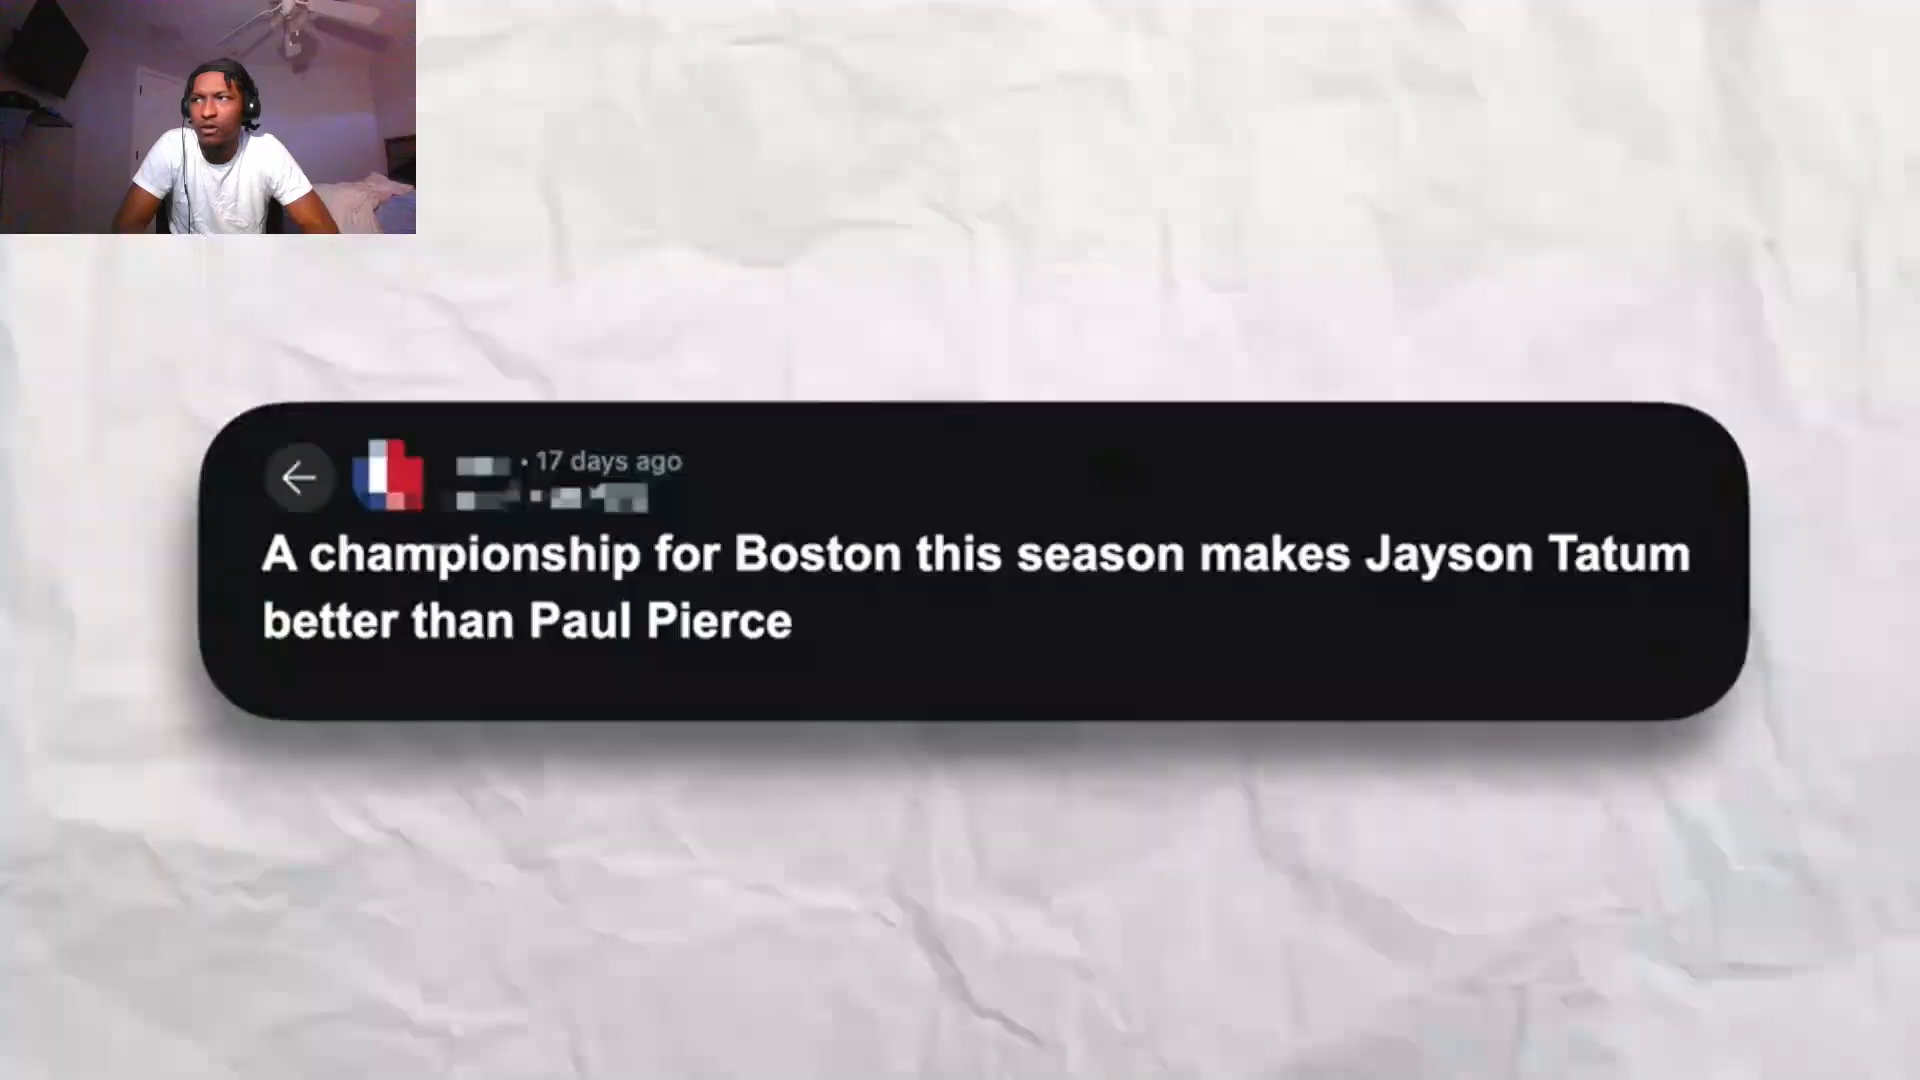 · 17 days ago
A championship for Boston this season makes Jayson Tatum
better than Paul Pierce